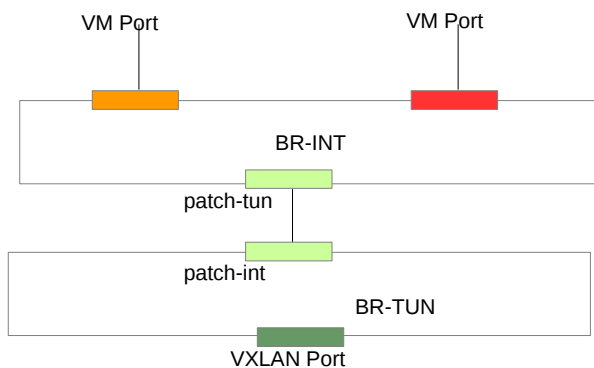 VM Port
VM Port
BR-INT
patch-tun
patch-int
BR-TUN
VXLAN Port